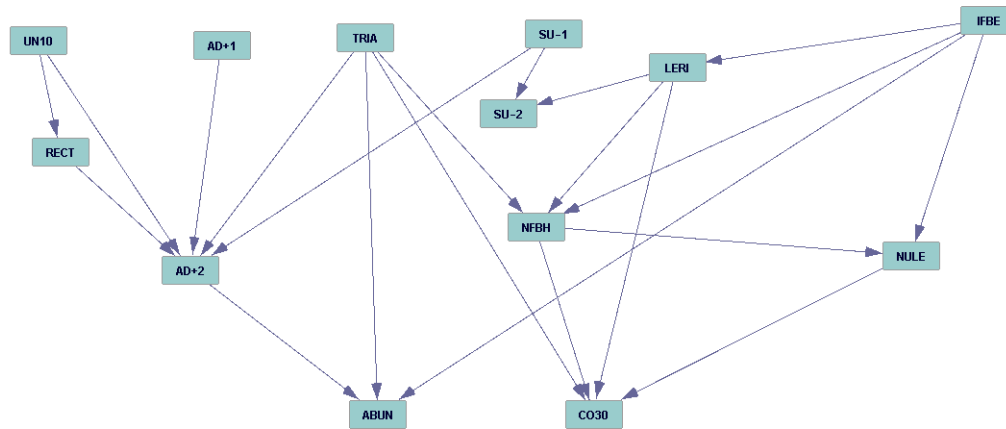 IFBE
SU-1
UN10
AD+1
TRIA
LERI
SU-2
RECT
NFBH
NULE
AD+2
ABUN
CO30